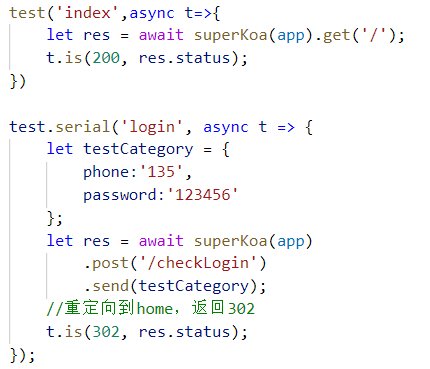 test('index',async t=>{
    let res = await superKoa(app).get('/');
    t.is(200, res.status);
})

test.serial('login', async t => {
    let testCategory = {
        phone:'135',
        password:'123456'
    };
    let res = await superKoa(app)
        .post('/checkLogin')
        .send(testCategory);
    //重定向到home，返回302
    t.is(302, res.status);
});